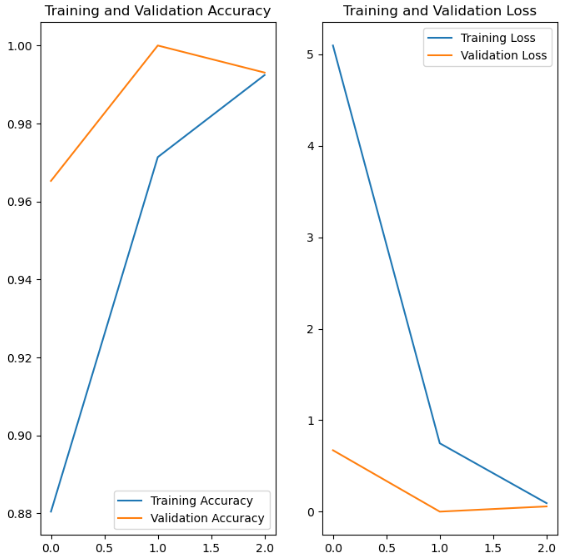 Training and Validation Accuracy
1.00
0.98
0.96
0.94
0.92
0.90
0.88
Training Accuracy
Validation Accuracy
0.0 0.5 1.0 1.5 2.0
Training and Validation Loss
Training Loss
Validation Loss
5
4
3
2
1
0
0.0 0.5 1.0 1.5 2.0